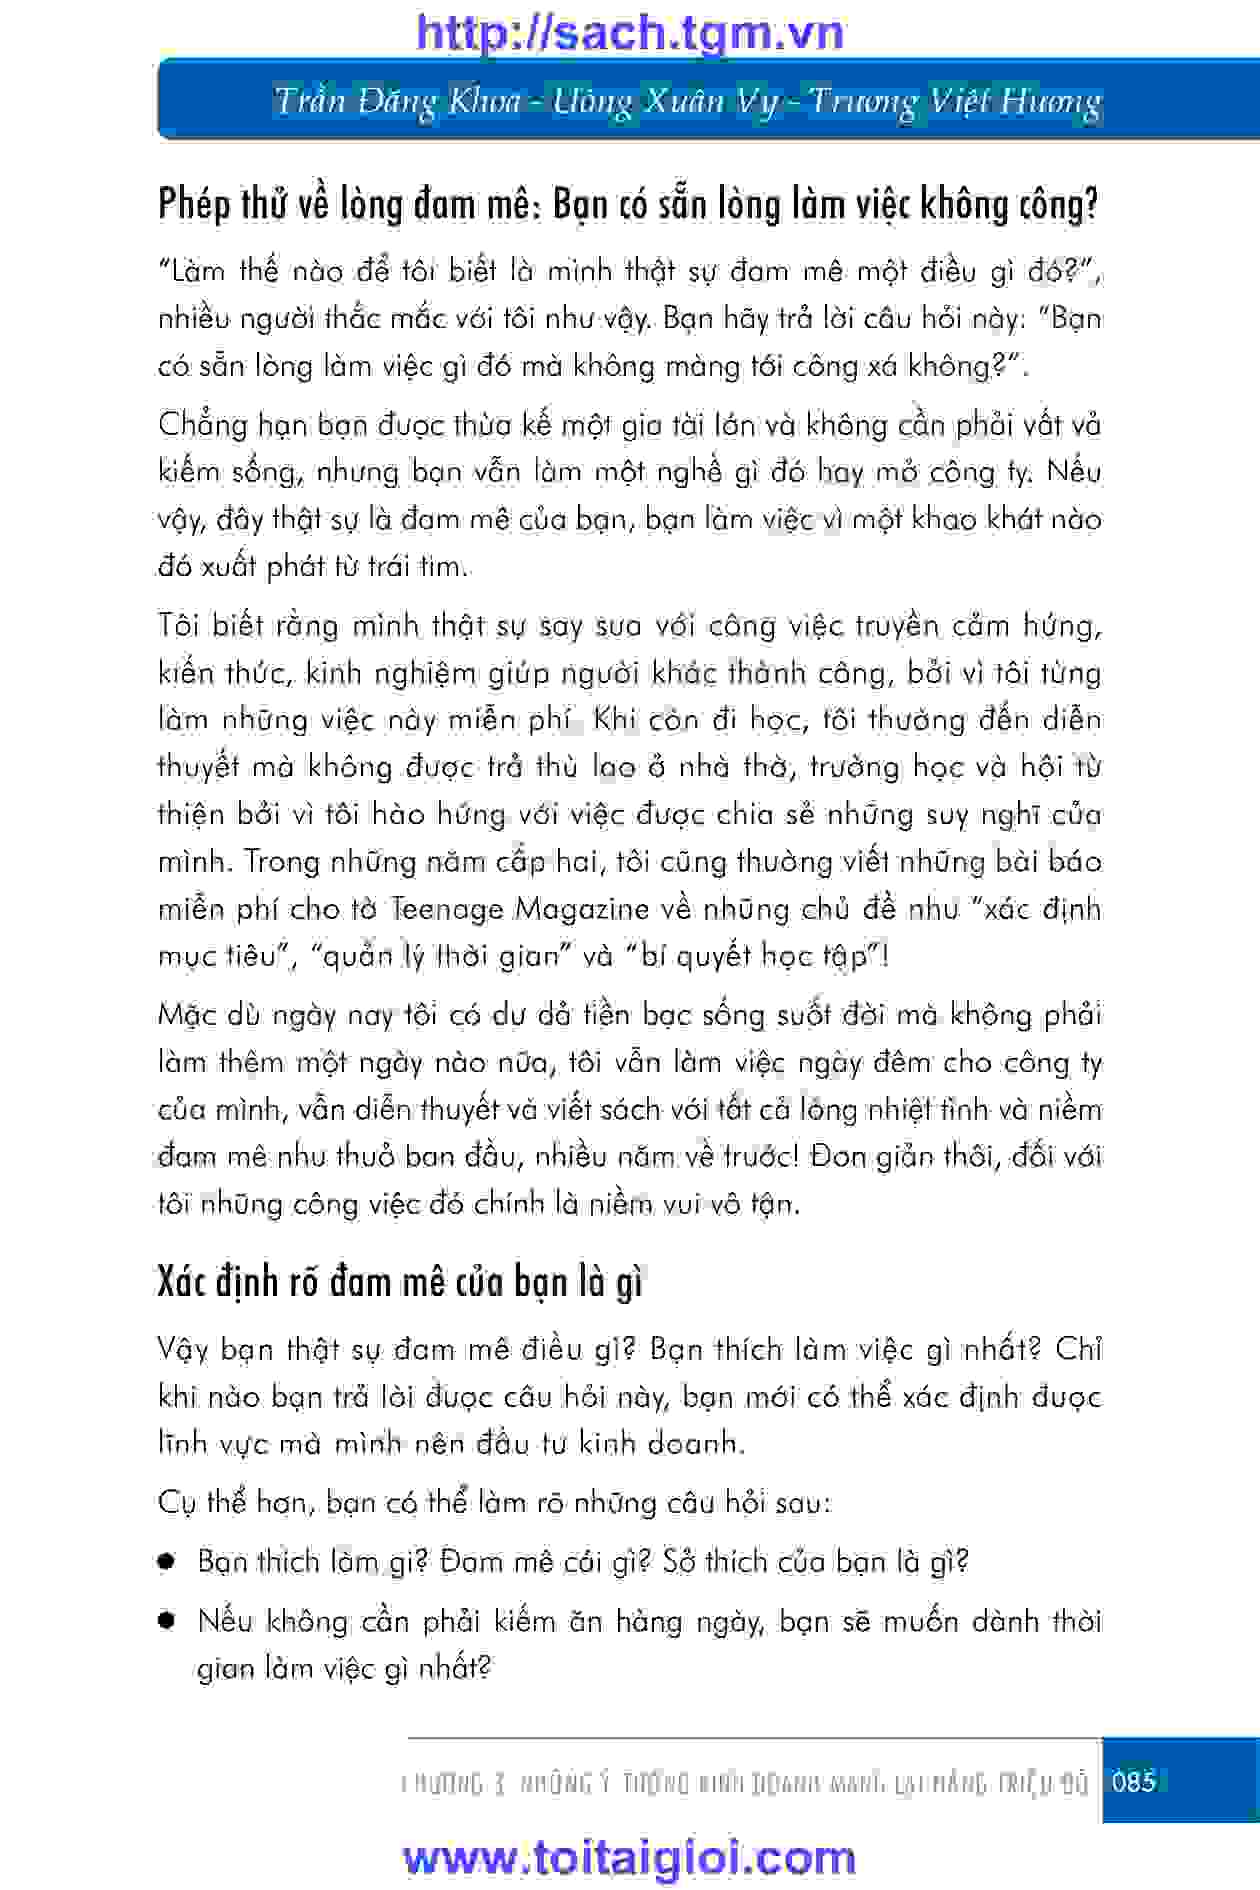 http://sach.tgm.vn
Trần Đăng Khoa - Uông Xuân Vy - Trương Việt Hương
Phép thử về lòng đam mê: Bạn có sẵn lòng làm việc không công?
“Làm thế nào để tôi biết là mình thật sự đam mê một điều gì đó?”,
nhiều người thắc mắc với tôi như vậy. Bạn hãy trả lời câu hỏi này: “Bạn
có sẵn lòng làm việc gì đó mà không màng tới công xá không?”.
Chẳng hạn bạn được thừa kế một gia tài lớn và không cần phải vất vả
kiếm sống, nhưng bạn vẫn làm một nghề gì đó hay mở công ty. Nếu
vậy, đây thật sự là đam mê của bạn, bạn làm việc vì một khao khát nào
đó xuất phát từ trái tim.
Tôi biết rằng mình thật sự say sưa với công việc truyền cảm hứng,
kiến thức, kinh nghiệm giúp người khác thành công, bởi vì tôi từng
làm những việc này miễn phí. Khi còn đi học, tôi thường đến diễn
thuyết mà không được trả thù lao ở nhà thờ, trường học và hội từ
thiện bởi vì tôi hào hứng với việc được chia sẻ những suy nghĩ của
mình. Trong những năm cấp hai, tôi cũng thường viết những bài báo
miễn phí cho tờ Teenage Magazine về những chủ đề như “xác định
mục tiêu”, “quản lý thời gian” và “bí quyết học tập”!
Mặc dù ngày nay tôi có dư dả tiền bạc sống suốt đời mà không phải
làm thêm một ngày nào nữa, tôi vẫn làm việc ngày đêm cho công ty
của mình, vẫn diễn thuyết và viết sách với tất cả lòng nhiệt tình và niềm
đam mê như thuở ban đầu, nhiều năm về trước! Đơn giản thôi, đối với
tôi những công việc đó chính là niềm vui vô tận.
Xác định rõ đam mê của bạn là gì
Vậy bạn thật sự đam mê điều gì? Bạn thích làm việc gì nhất? Chỉ
khi nào bạn trả lời được câu hỏi này, bạn mới có thể xác định được
lĩnh vực mà mình nên đầu tư kinh doanh.
Cụ thể hơn, bạn có thể làm rõ những câu hỏi sau:
● Bạn thích làm gì? Đam mê cái gì? Sở thích của bạn là gì?
● Nếu không cần phải kiếm ăn hàng ngày, bạn sẽ muốn dành thời
gian làm việc gì nhất?
CHƯƠNG 3: NHỮNG Ý TƯỞNG KINH DOANH MANG LẠI HÀNG TRIỆU ĐÔ 085
www.toitaigioi.com